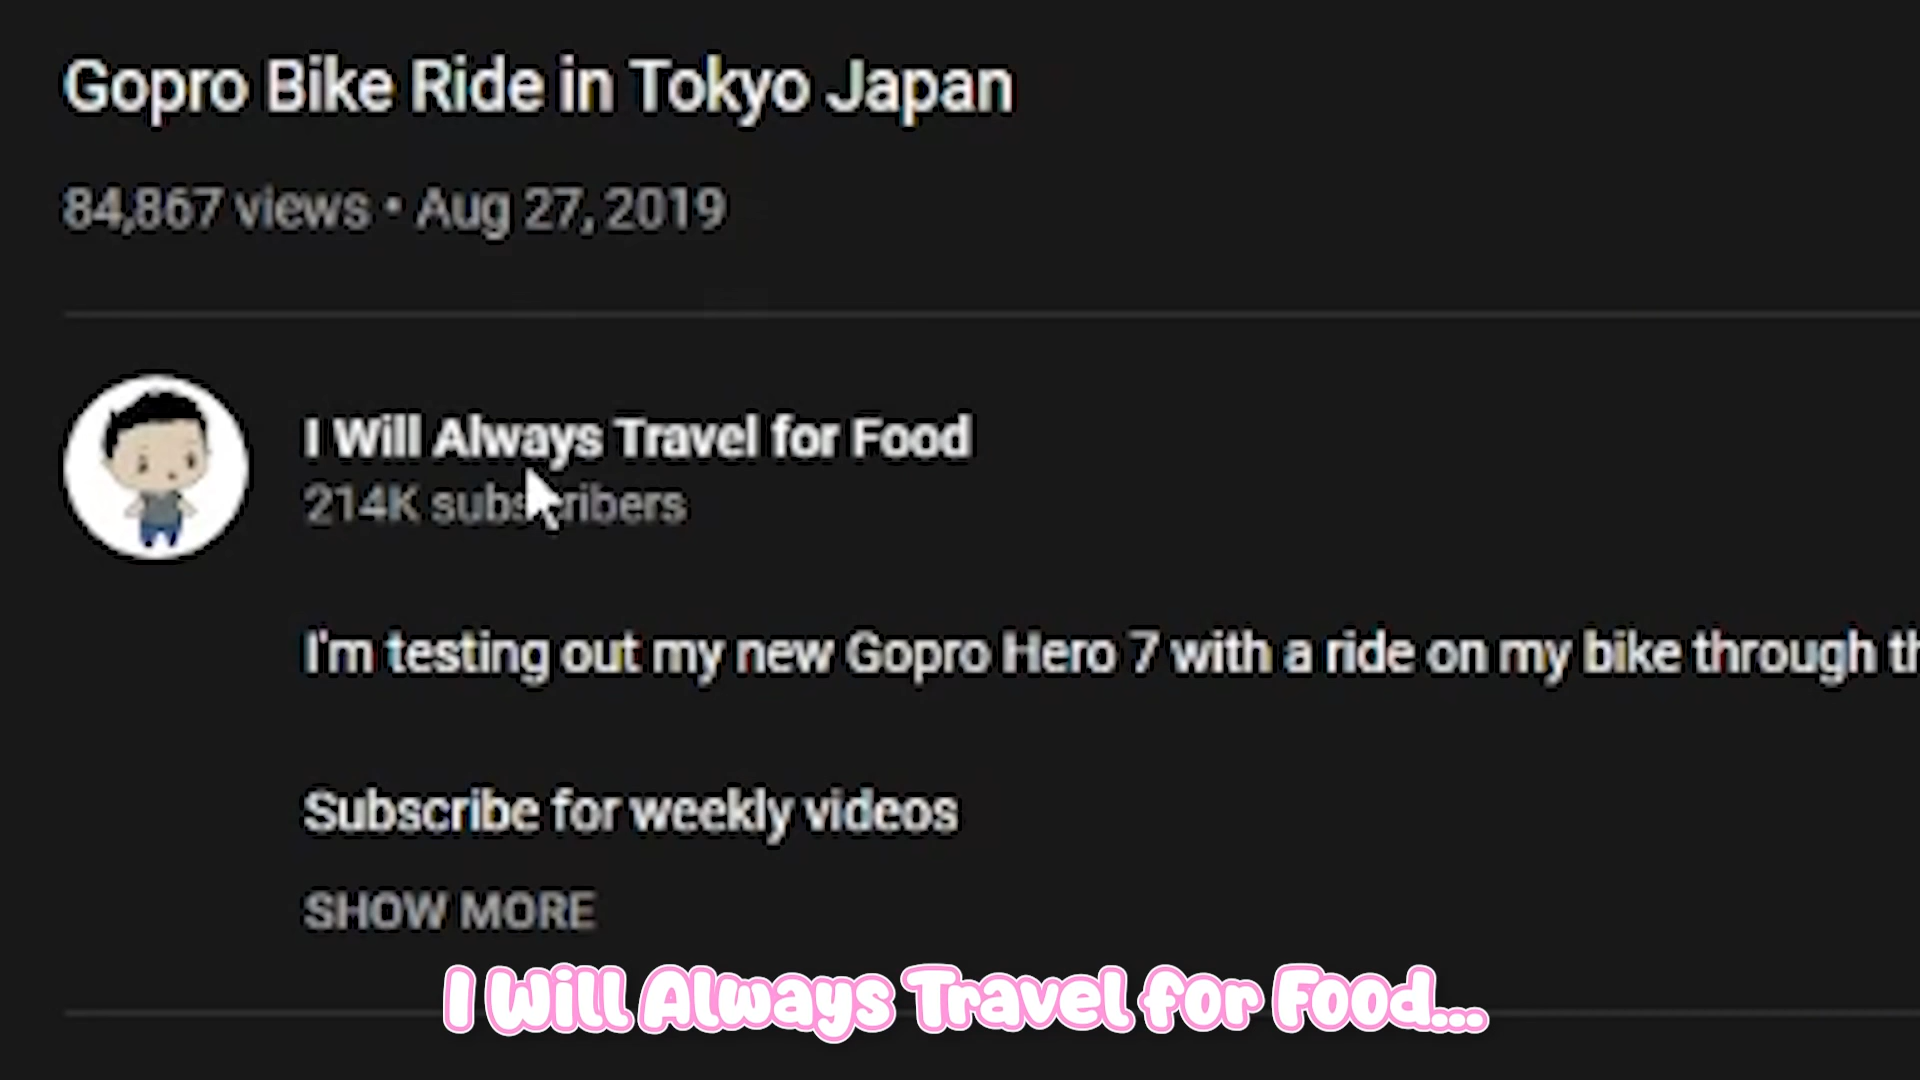 Gopro Bike Ride in Tokyo Japan
84,867 views • Aug 27, 2019
I Will Always Travel for Food
214K subscribers
I'm testing out my new Gopro Hero 7 with a ride on my bike through
Subscribe for weekly videos
SHOW MORE
I Will Always Travel for Food...